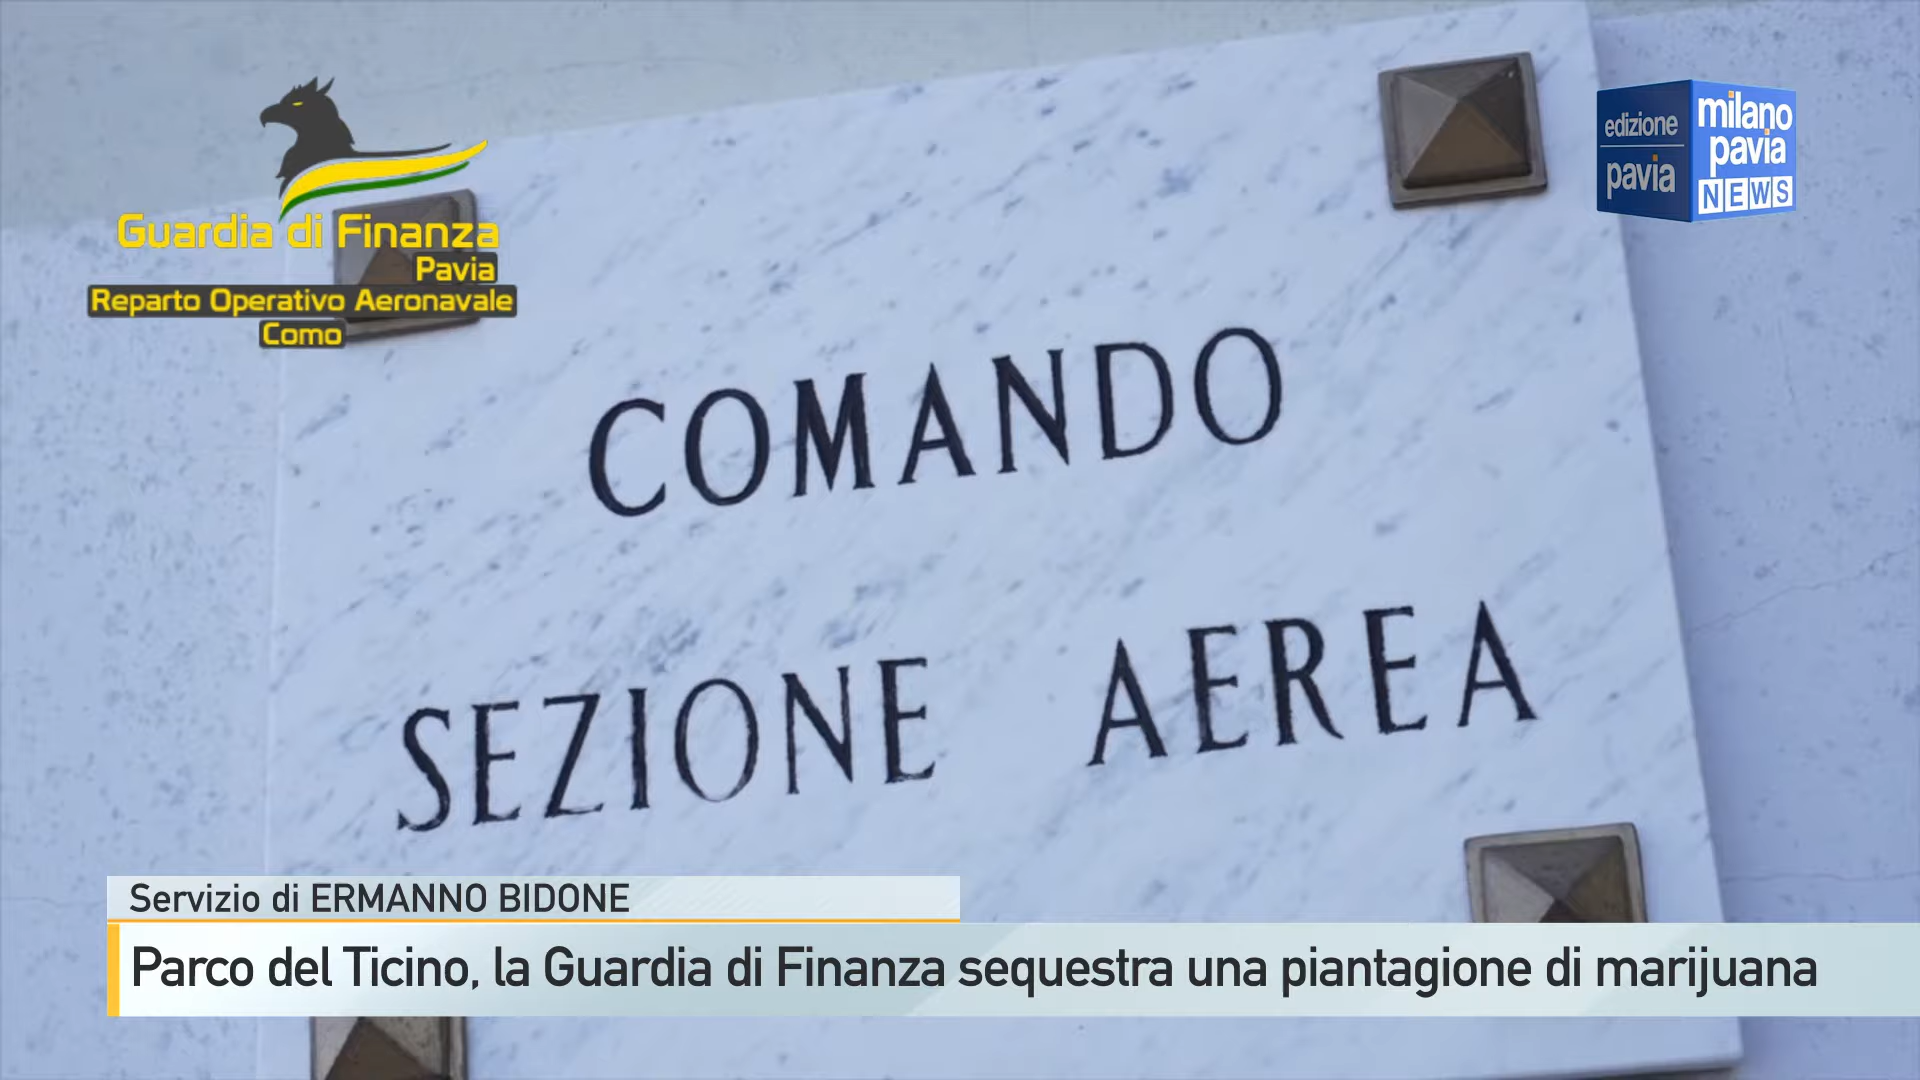 Guardia di Finanza
Pavia
Reparto Operativo Aeronavale
Como
edizione
pavia
milano
pavia
NEWS
COMANDO
SEZIONE AEREA
Servizio di ERMANNO BIDONE
Parco del Ticino, la Guardia di Finanza sequestra una piantagione di marijuana